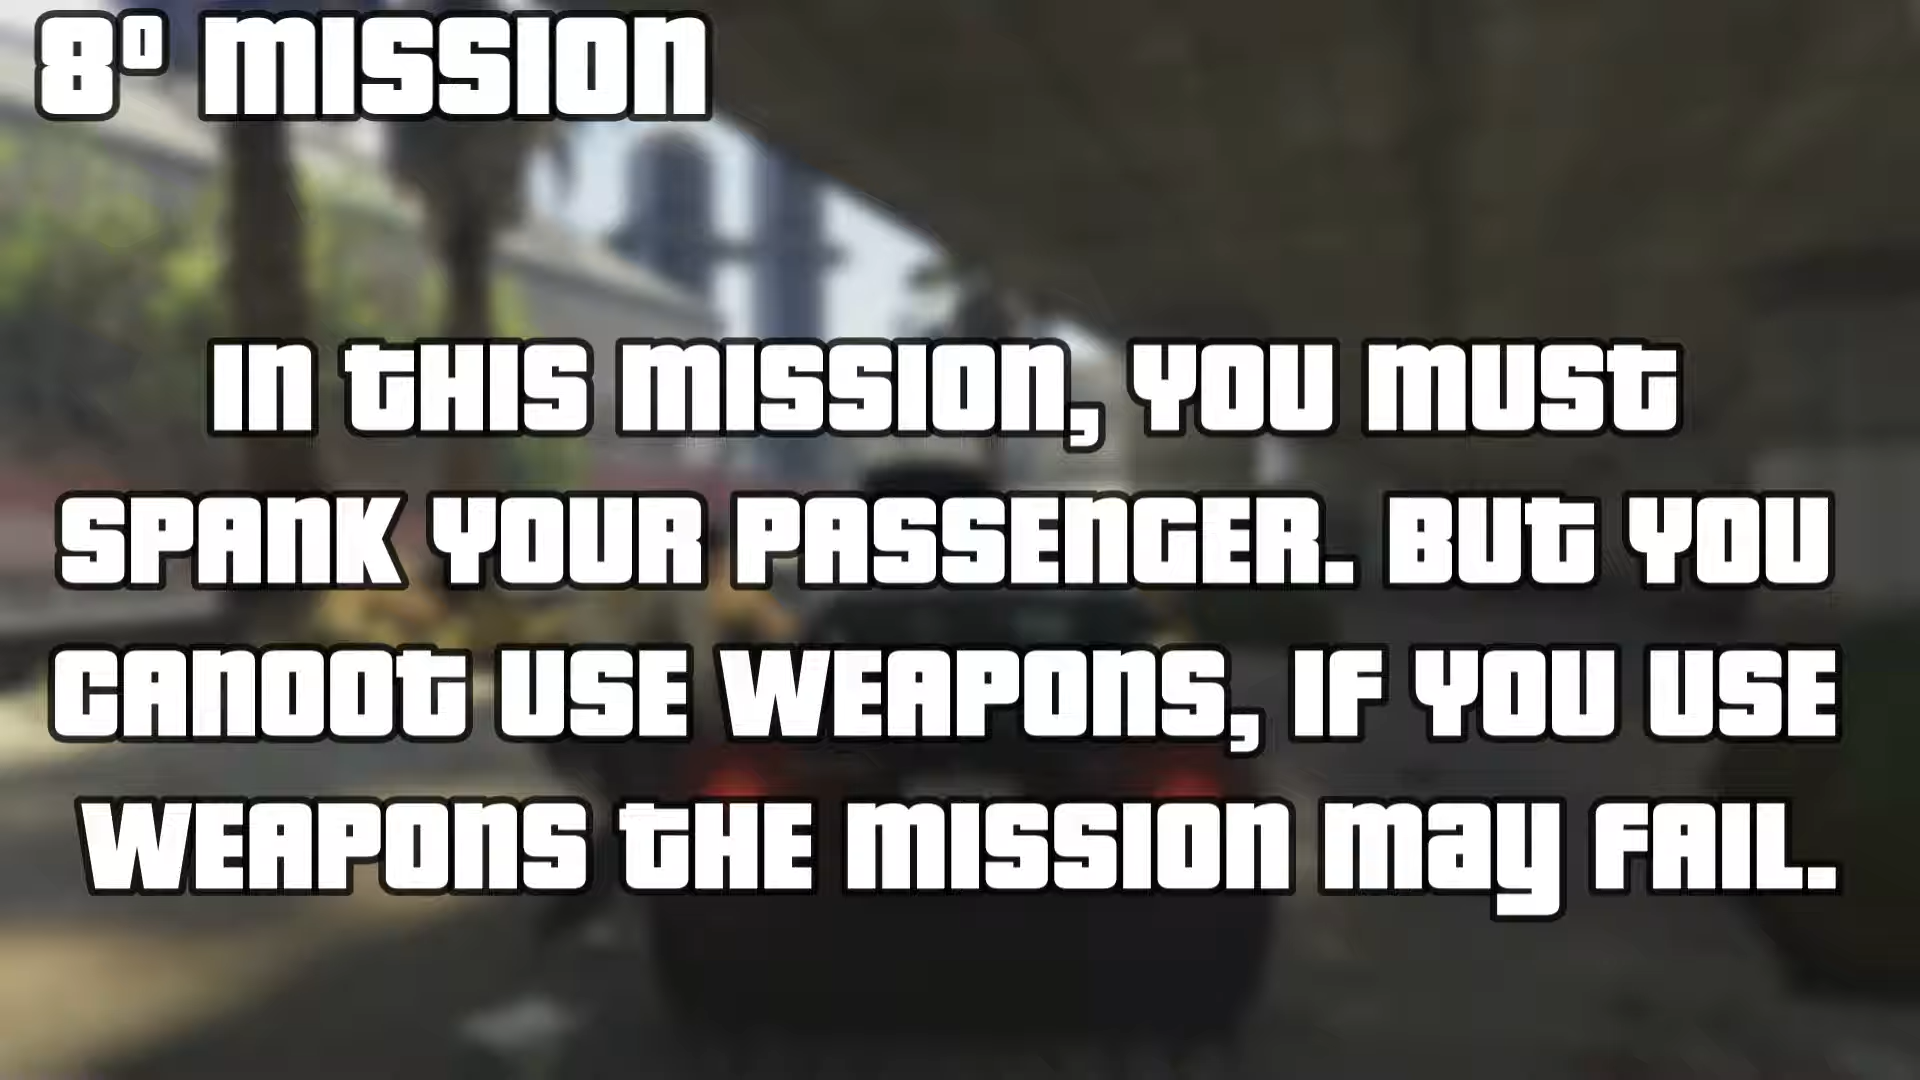 8º MISSION
IN THIS MISSION, YOU MUST
SPANK YOUR PASSENGER. BUT YOU
CANOOT USE WEAPONS, IF YOU USE
WEAPONS THE MISSION MAY FAIL.